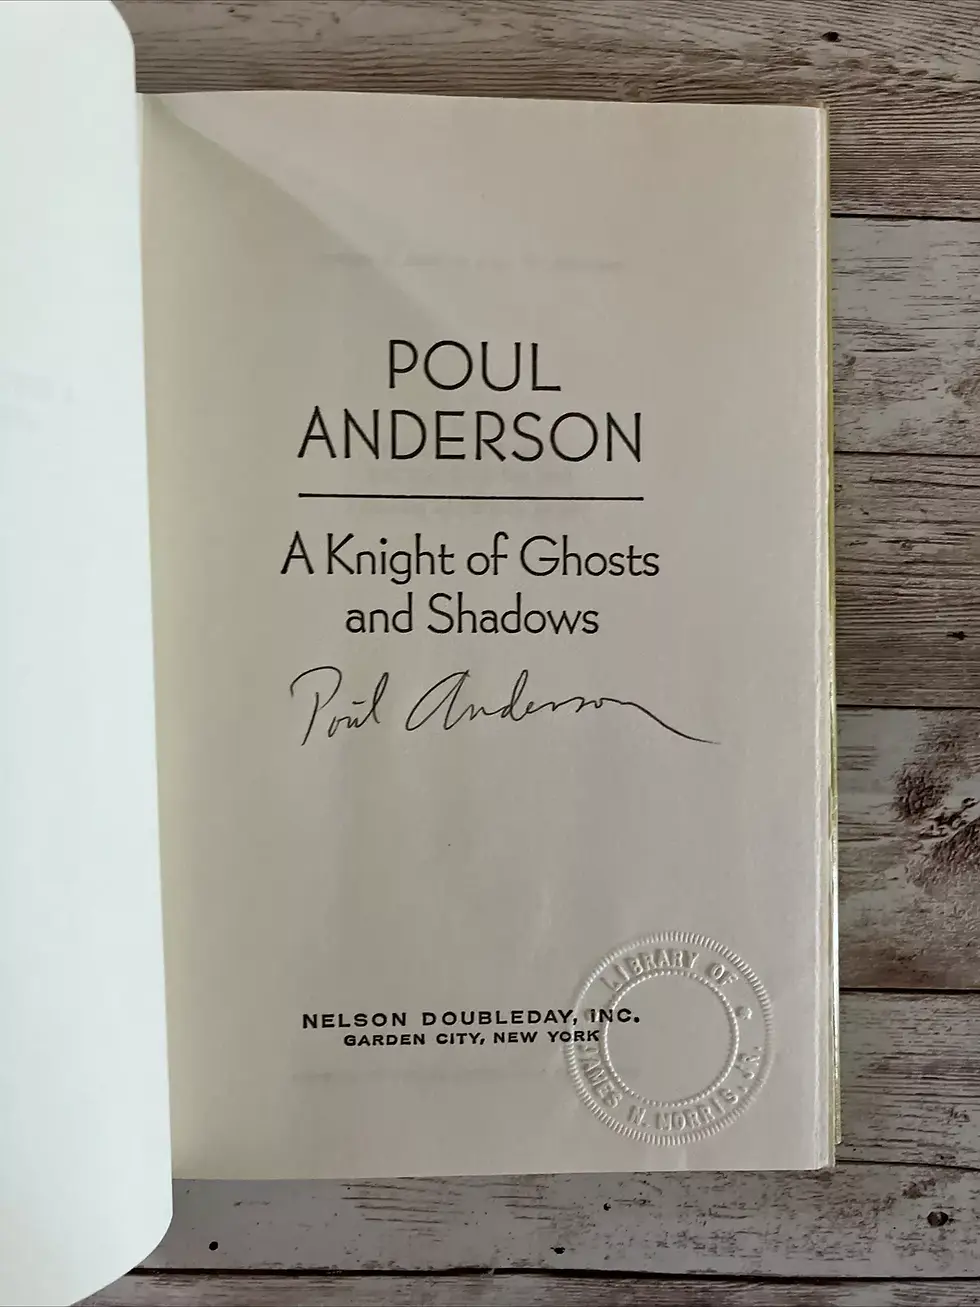 POUL
ANDERSON
A Knight of Ghosts
and Shadows
Poul Anderson
NELSON DOUBLEDAY, INC.
GARDEN CITY, NEW YORK
LIBRARY OF
JAMES N. NORRIS, JR.